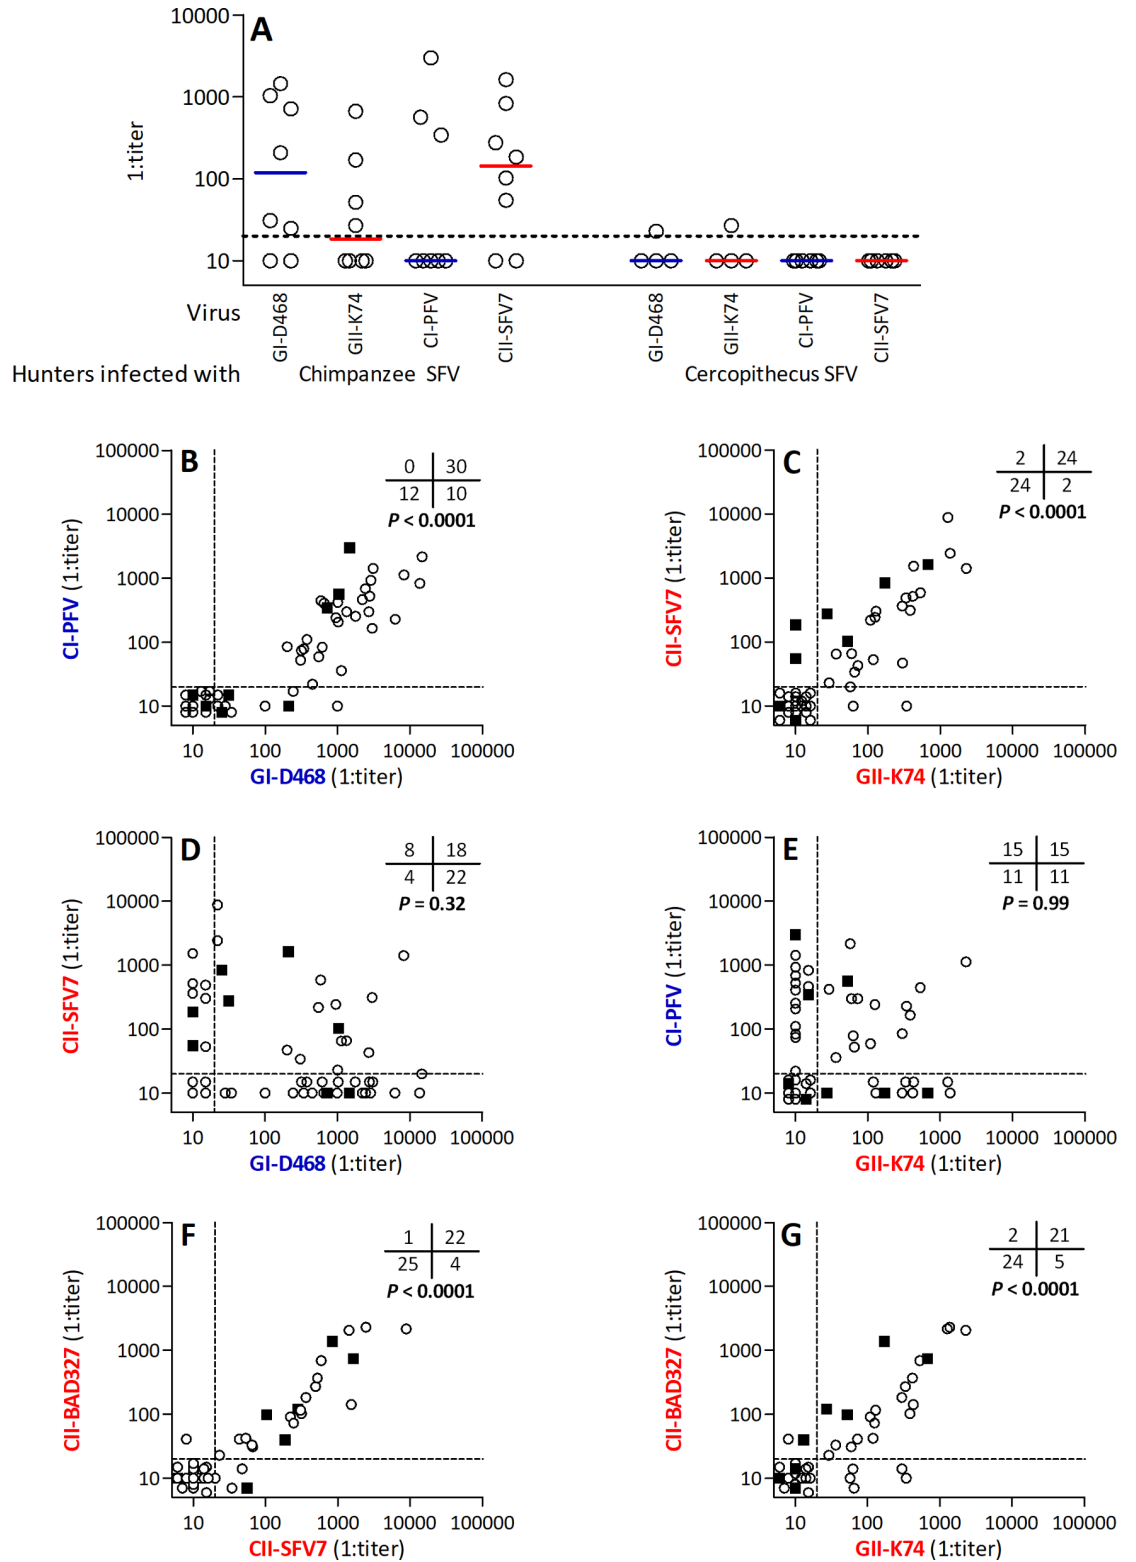 A
10000
1000
100
10
1:titer
Virus
GI-D468
GII-K74
CI-PFV
CII-SFV7
GI-D468
GII-K74
CI-PFV
CII-SFV7
Hunters infected with
Chimpanzee SFV
Cercopithecus SFV
B
100000
10000
1000
100
10
CI-PFV (1:titer)
0 30
12 10
P < 0.0001
10 100 1000 10000 100000
GI-D468 (1:titer)
C
100000
10000
1000
100
10
CII-SFV7 (1:titer)
2 24
24 2
P < 0.0001
10 100 1000 10000 100000
GII-K74 (1:titer)
D
100000
10000
1000
100
10
CII-SFV7 (1:titer)
8 18
4 22
P = 0.32
10 100 1000 10000 100000
GI-D468 (1:titer)
E
100000
10000
1000
100
10
CI-PFV (1:titer)
15 15
11 11
P = 0.99
10 100 1000 10000 100000
GII-K74 (1:titer)
F
100000
10000
1000
100
10
CII-BAD327 (1:titer)
1 22
25 4
P < 0.0001
10 100 1000 10000 100000
CII-SFV7 (1:titer)
G
100000
10000
1000
100
10
CII-BAD327 (1:titer)
2 21
24 5
P < 0.0001
10 100 1000 10000 100000
GII-K74 (1:titer)